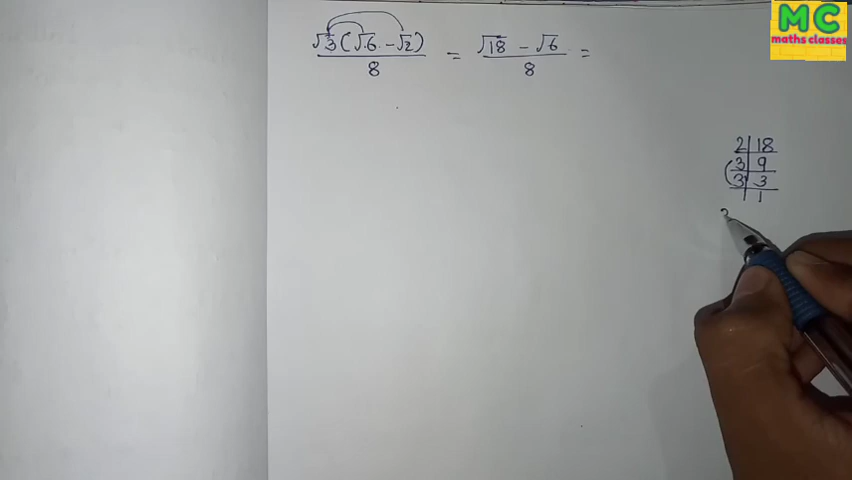 MC
maths classes
√3(√6 - √2)/8 = √18 - √6/8 =
2|18
3|9
3|3
|1